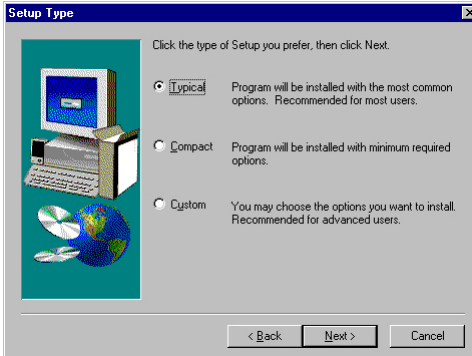 Setup Type
Click the type of Setup you prefer, then click Next.
Typical
Program will be installed with the most common
options. Recommended for most users.
Compact
Program will be installed with minimum required
options.
Custom
You may choose the options you want to install.
Recommended for advanced users.
< Back
Next >
Cancel